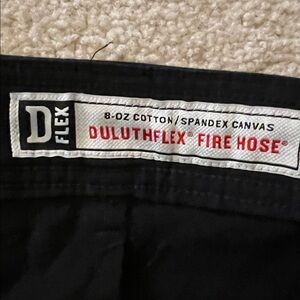 D
FLEX
8-OZ COTTON/SPANDEX CANVAS
DULUTHFLEX® FIRE HOSE®